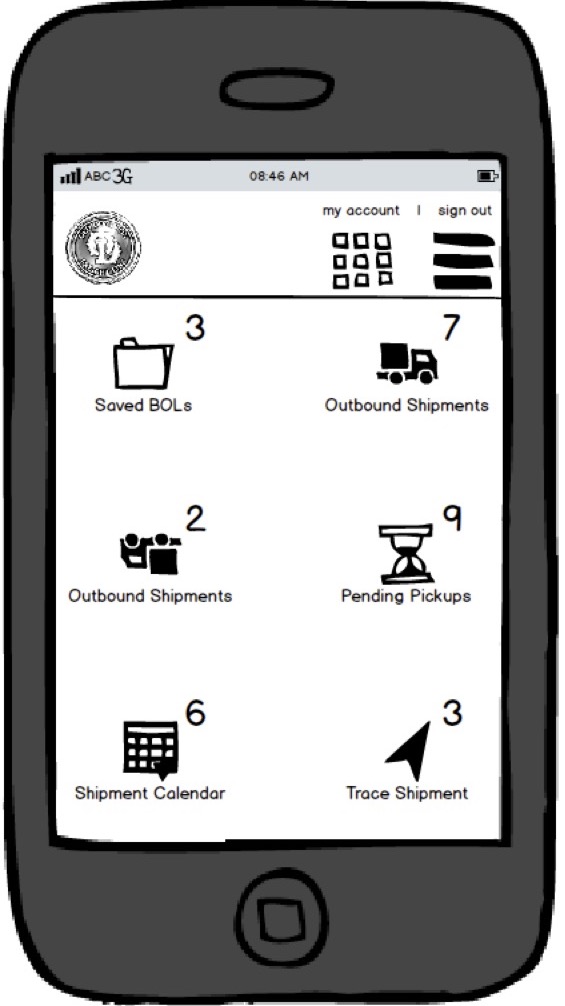 ABC 3G 08:46 AM
my account | sign out
3 7
Saved BOLs Outbound Shipments
2 9
Outbound Shipments Pending Pickups
6 3
Shipment Calendar Trace Shipment